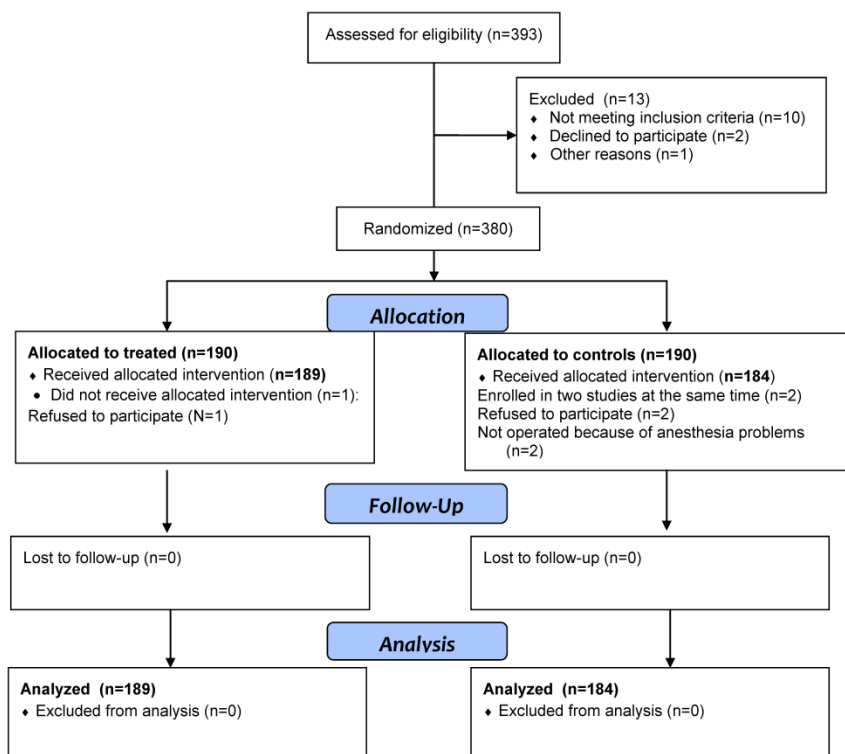 Assessed for eligibility (n=393)
Excluded (n=13)
♦ Not meeting inclusion criteria (n=10)
♦ Declined to participate (n=2)
♦ Other reasons (n=1)
Randomized (n=380)
Allocation
Allocated to treated (n=190)
♦ Received allocated intervention (n=189)
• Did not receive allocated intervention (n=1):
Refused to participate (N=1)
Allocated to controls (n=190)
♦ Received allocated intervention (n=184)
Enrolled in two studies at the same time (n=2)
Refused to participate (n=2)
Not operated because of anesthesia problems
(n=2)
Follow-Up
Lost to follow-up (n=0)
Lost to follow-up (n=0)
Analysis
Analyzed (n=189)
♦ Excluded from analysis (n=0)
Analyzed (n=184)
♦ Excluded from analysis (n=0)